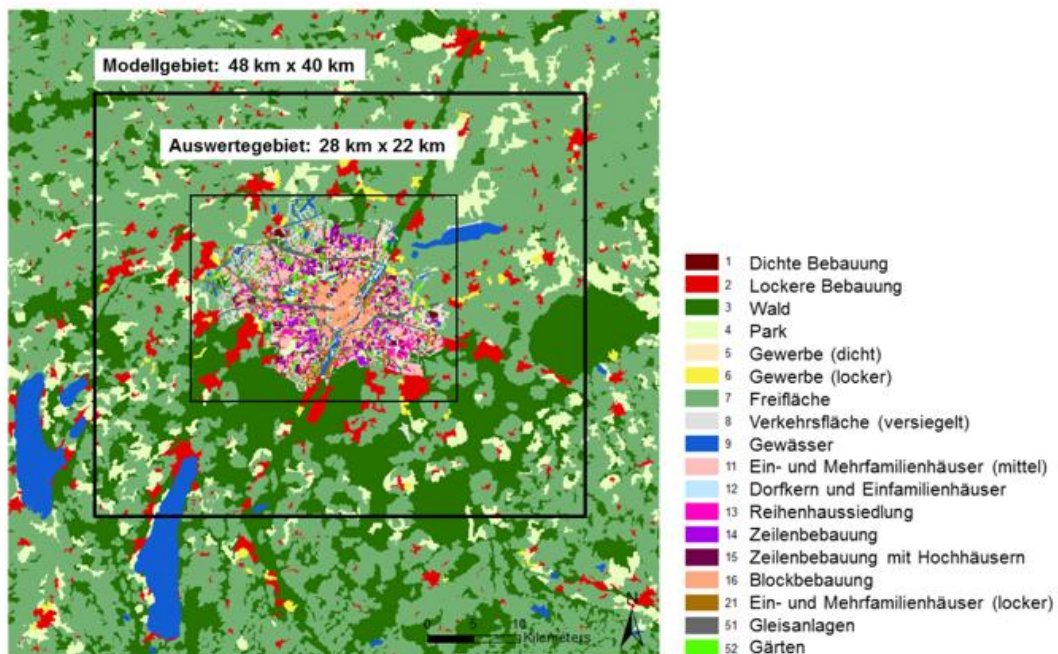 Modellgebiet: 48 km x 40 km
Auswertegebiet: 28 km x 22 km
1 Dichte Bebauung
2 Lockere Bebauung
3 Wald
4 Park
5 Gewerbe (dicht)
6 Gewerbe (locker)
7 Freifläche
8 Verkehrsfläche (versiegelt)
9 Gewässer
11 Ein- und Mehrfamilienhäuser (mittel)
12 Dorfkern und Einfamilienhäuser
13 Reihenhaussiedlung
14 Zeilenbebauung
15 Zeilenbebauung mit Hochhäusern
16 Blockbebauung
21 Ein- und Mehrfamilienhäuser (locker)
51 Gleisanlagen
52 Gärten
0 5 10
Kilometers
N